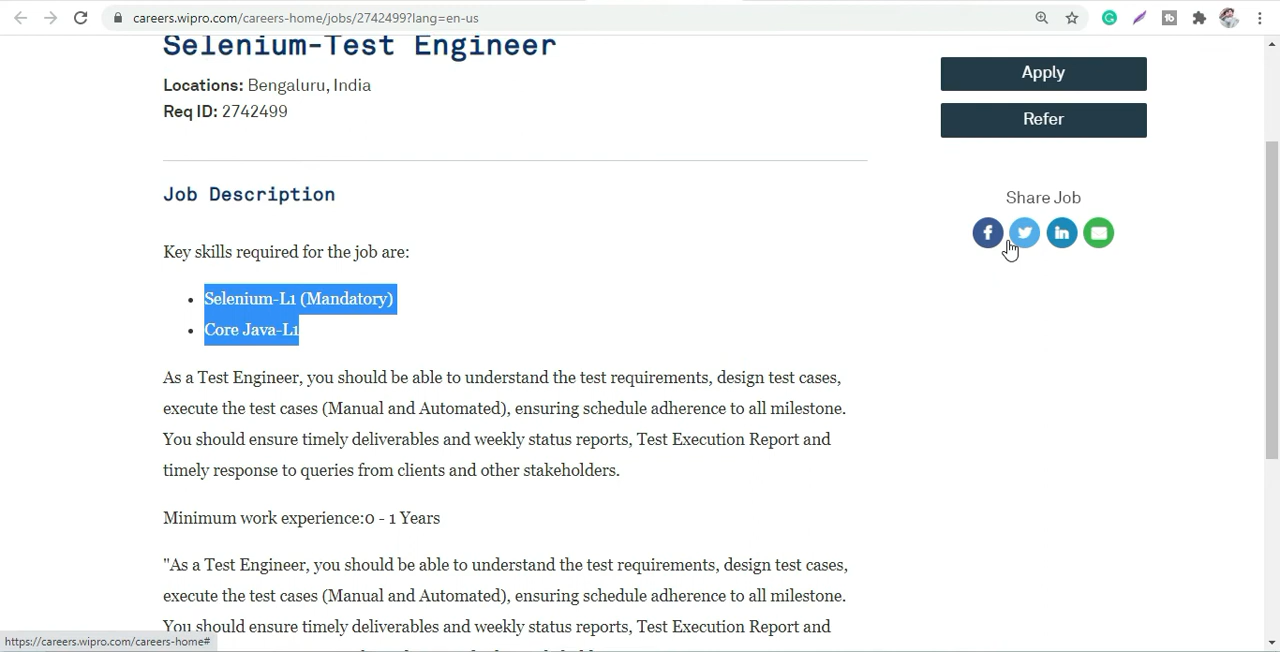 careers.wipro.com/careers-home/jobs/2742499?lang=en-us
Selenium-Test Engineer
Locations: Bengaluru, India
Req ID: 2742499
Apply
Refer
Share Job
Job Description
Key skills required for the job are:
• Selenium-L1 (Mandatory)
• Core Java-L1
As a Test Engineer, you should be able to understand the test requirements, design test cases,
execute the test cases (Manual and Automated), ensuring schedule adherence to all milestone.
You should ensure timely deliverables and weekly status reports, Test Execution Report and
timely response to queries from clients and other stakeholders.
Minimum work experience:0 - 1 Years
"As a Test Engineer, you should be able to understand the test requirements, design test cases,
execute the test cases (Manual and Automated), ensuring schedule adherence to all milestone.
You should ensure timely deliverables and weekly status reports, Test Execution Report and
https://careers.wipro.com/careers-home#